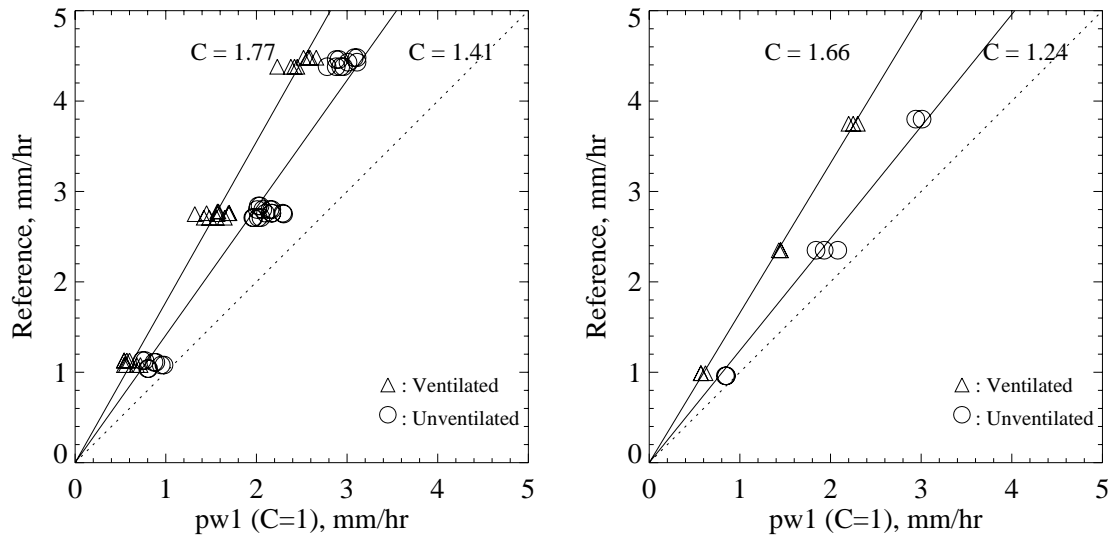 5
4
3
2
1
0
Reference, mm/hr
C = 1.77
C = 1.41
△ : Ventilated
○ : Unventilated
0 1 2 3 4 5
pw1 (C=1), mm/hr
5
4
3
2
1
0
Reference, mm/hr
C = 1.66
C = 1.24
△ : Ventilated
○ : Unventilated
0 1 2 3 4 5
pw1 (C=1), mm/hr